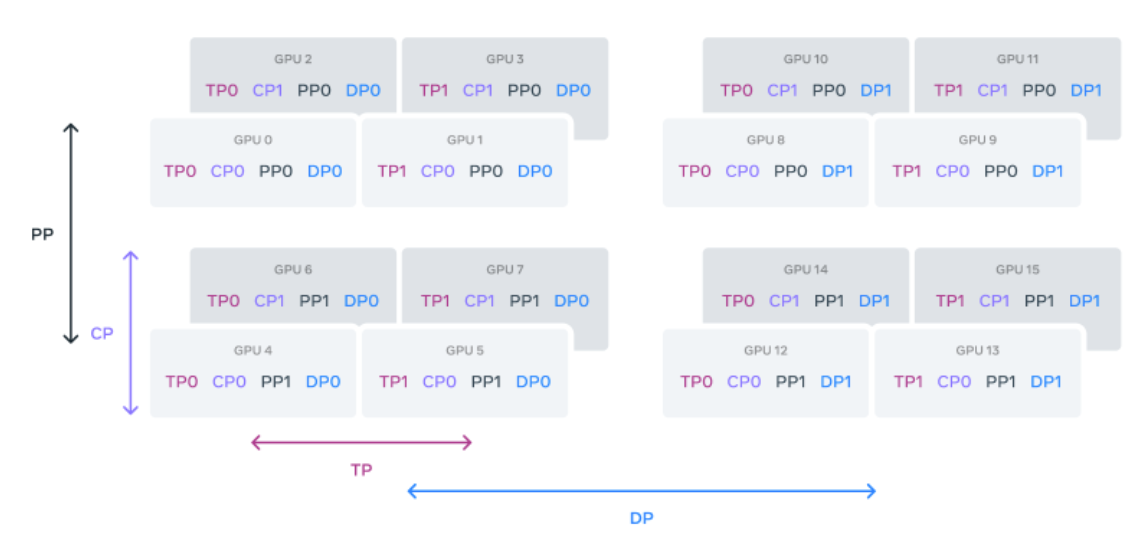 GPU 2 GPU 3 GPU 10 GPU 11
TP0 CP1 PP0 DP0 TP1 CP1 PP0 DP0 TP0 CP1 PP0 DP1 TP1 CP1 PP0 DP1
GPU 0 GPU 1 GPU 8 GPU 9
TP0 CP0 PP0 DP0 TP1 CP0 PP0 DP0 TP0 CP0 PP0 DP1 TP1 CP0 PP0 DP1
PP
GPU 6 GPU 7 GPU 14 GPU 15
TP0 CP1 PP1 DP0 TP1 CP1 PP1 DP0 TP0 CP1 PP1 DP1 TP1 CP1 PP1 DP1
CP
GPU 4 GPU 5 GPU 12 GPU 13
TP0 CP0 PP1 DP0 TP1 CP0 PP1 DP0 TP0 CP0 PP1 DP1 TP1 CP0 PP1 DP1
TP
DP